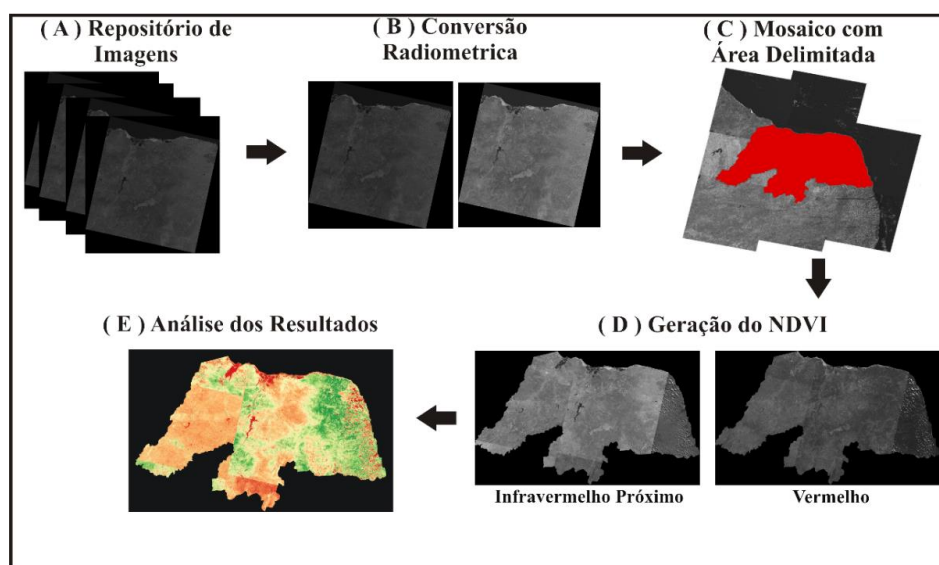 ( A ) Repositório de
Imagens
( B ) Conversão
Radiometrica
( C ) Mosaico com
Área Delimitada
( D ) Geração do NDVI
Infravermelho Próximo
Vermelho
( E ) Análise dos Resultados